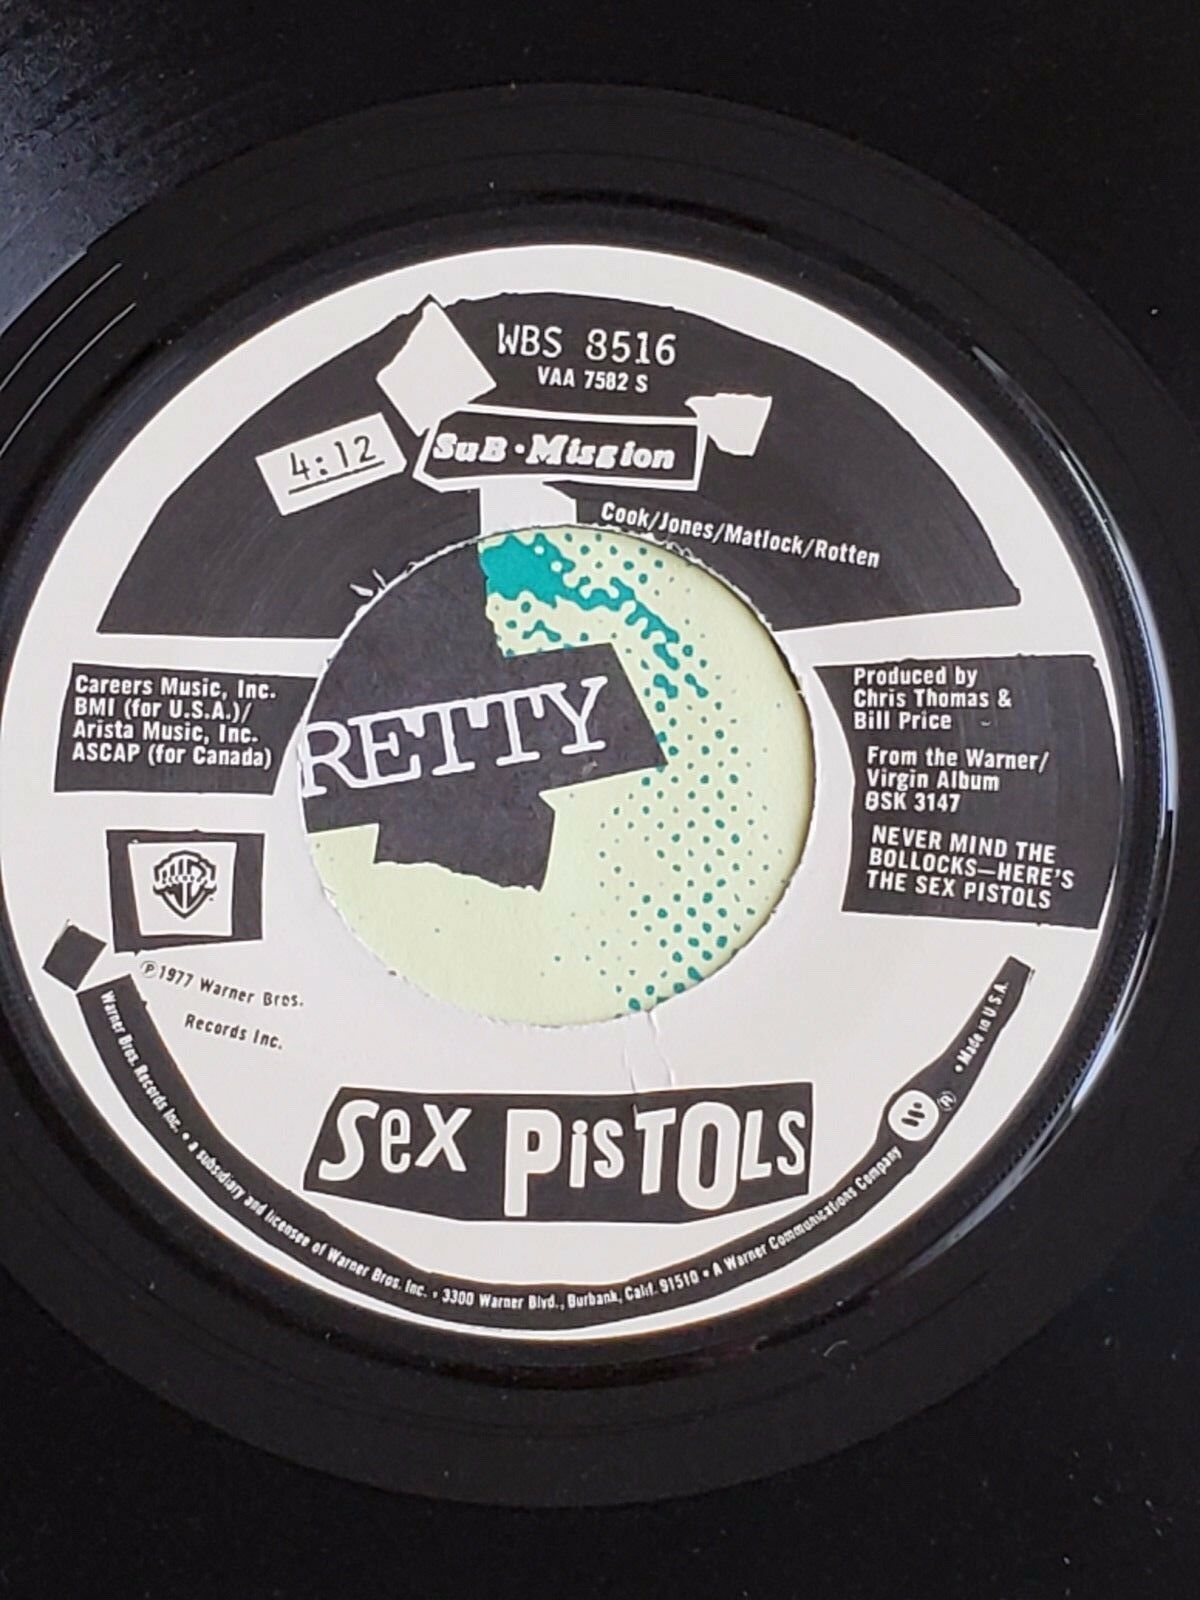 WBS 8516
VAA 7582 S
4:12
SuB·Mission
Cook/Jones/Matlock/Rotten
RETTY
Careers Music, Inc.
BMI (for U.S.A.)/
Arista Music, Inc.
ASCAP (for Canada)
Produced by
Chris Thomas &
Bill Price
From the Warner/
Virgin Album
BSK 3147
NEVER MIND THE
BOLLOCKS—HERE'S
THE SEX PISTOLS
WB
℗1977 Warner Bros.
Records Inc.
Sex PisTOLS
Warner Bros. Records Inc. • a subsidiary and licensee of Warner Bros. Inc. • 3300 Warner Blvd., Burbank, Calif. 91510 • A Warner Communications Company ® • Made in U.S.A.